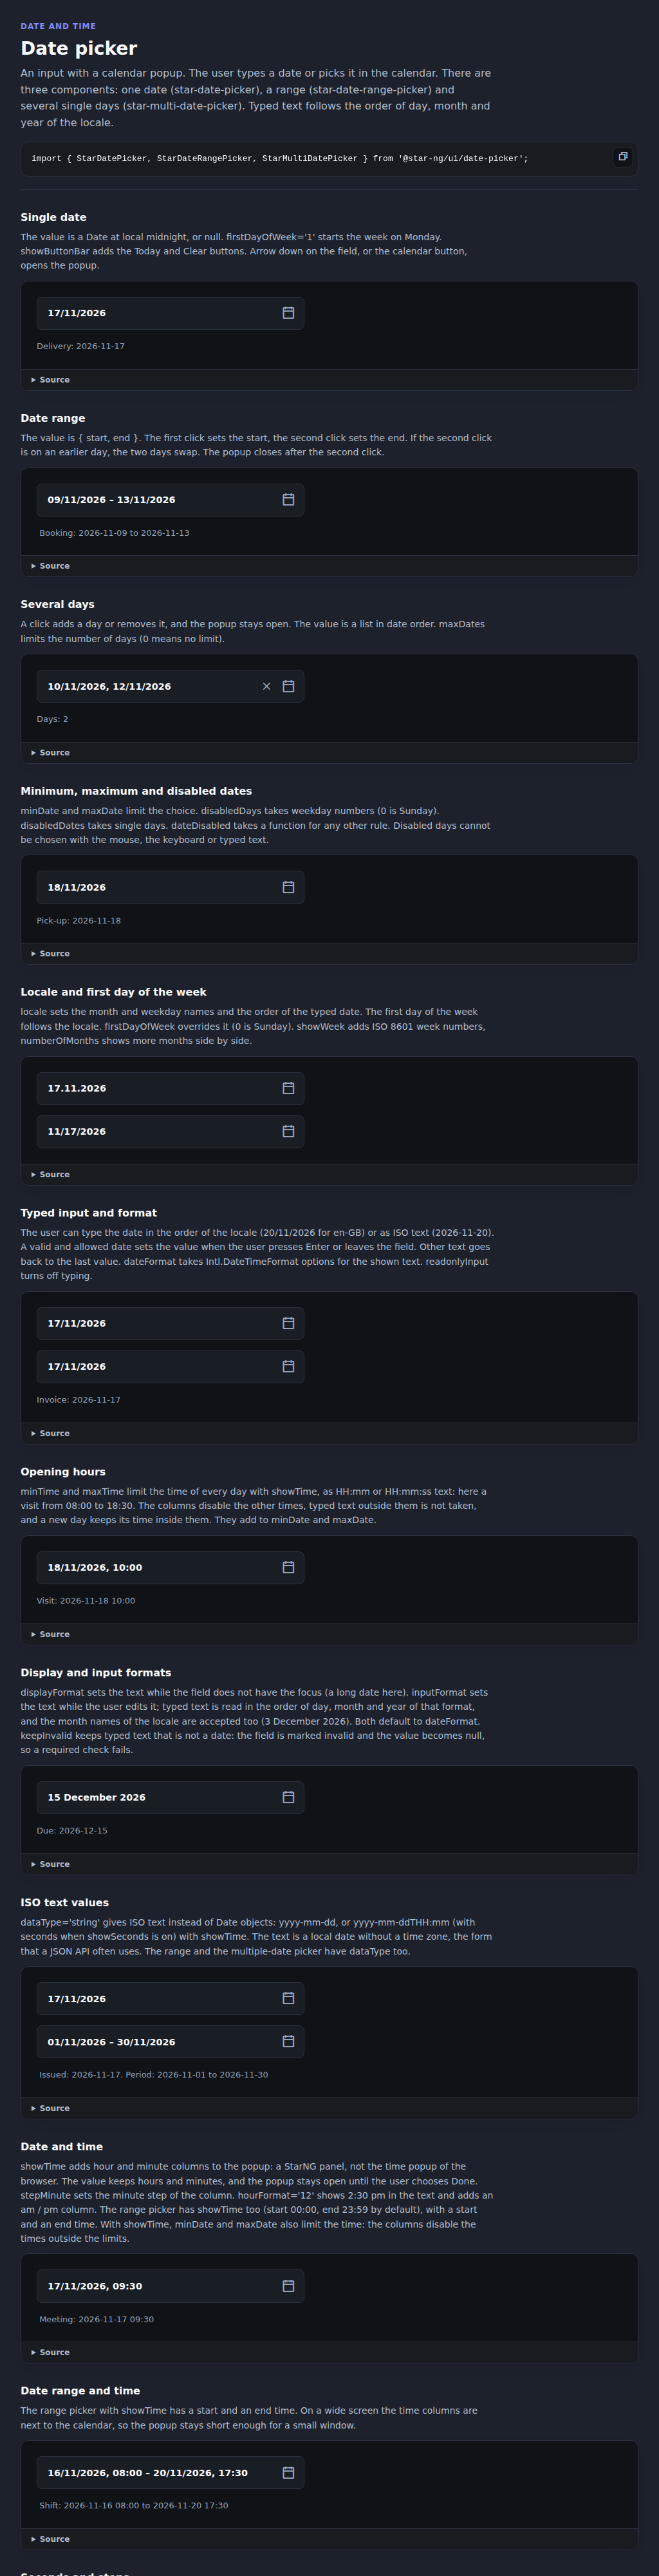 DATE AND TIME
Date picker
An input with a calendar popup. The user types a date or picks it in the calendar. There are
three components: one date (star-date-picker), a range (star-date-range-picker) and
several single days (star-multi-date-picker). Typed text follows the order of day, month and
year of the locale.
import { StarDatePicker, StarDateRangePicker, StarMultiDatePicker } from '@star-ng/ui/date-picker';
Single date
The value is a Date at local midnight, or null. firstDayOfWeek='1' starts the week on Monday.
showButtonBar adds the Today and Clear buttons. Arrow down on the field, or the calendar button,
opens the popup.
17/11/2026
Delivery: 2026-11-17
Source
Date range
The value is { start, end }. The first click sets the start, the second click sets the end. If the second click
is on an earlier day, the two days swap. The popup closes after the second click.
09/11/2026 – 13/11/2026
Booking: 2026-11-09 to 2026-11-13
Source
Several days
A click adds a day or removes it, and the popup stays open. The value is a list in date order. maxDates
limits the number of days (0 means no limit).
10/11/2026, 12/11/2026
Days: 2
Source
Minimum, maximum and disabled dates
minDate and maxDate limit the choice. disabledDays takes weekday numbers (0 is Sunday).
disabledDates takes single days. dateDisabled takes a function for any other rule. Disabled days cannot
be chosen with the mouse, the keyboard or typed text.
18/11/2026
Pick-up: 2026-11-18
Source
Locale and first day of the week
locale sets the month and weekday names and the order of the typed date. The first day of the week
follows the locale. firstDayOfWeek overrides it (0 is Sunday). showWeek adds ISO 8601 week numbers,
numberOfMonths shows more months side by side.
17.11.2026
11/17/2026
Source
Typed input and format
The user can type the date in the order of the locale (20/11/2026 for en-GB) or as ISO text (2026-11-20).
A valid and allowed date sets the value when the user presses Enter or leaves the field. Other text goes
back to the last value. dateFormat takes Intl.DateTimeFormat options for the shown text. readonlyInput
turns off typing.
17/11/2026
17/11/2026
Invoice: 2026-11-17
Source
Opening hours
minTime and maxTime limit the time of every day with showTime, as HH:mm or HH:mm:ss text: here a
visit from 08:00 to 18:30. The columns disable the other times, typed text outside them is not taken,
and a new day keeps its time inside them. They add to minDate and maxDate.
18/11/2026, 10:00
Visit: 2026-11-18 10:00
Source
Display and input formats
displayFormat sets the text while the field does not have the focus (a long date here). inputFormat sets
the text while the user edits it; typed text is read in the order of day, month and year of that format,
and the month names of the locale are accepted too (3 December 2026). Both default to dateFormat.
keepInvalid keeps typed text that is not a date: the field is marked invalid and the value becomes null,
so a required check fails.
15 December 2026
Due: 2026-12-15
Source
ISO text values
dataType='string' gives ISO text instead of Date objects: yyyy-mm-dd, or yyyy-mm-ddTHH:mm (with
seconds when showSeconds is on) with showTime. The text is a local date without a time zone, the form
that a JSON API often uses. The range and the multiple-date picker have dataType too.
17/11/2026
01/11/2026 – 30/11/2026
Issued: 2026-11-17. Period: 2026-11-01 to 2026-11-30
Source
Date and time
showTime adds hour and minute columns to the popup: a StarNG panel, not the time popup of the
browser. The value keeps hours and minutes, and the popup stays open until the user chooses Done.
stepMinute sets the minute step of the column. hourFormat='12' shows 2:30 pm in the text and adds an
am / pm column. The range picker has showTime too (start 00:00, end 23:59 by default), with a start
and an end time. With showTime, minDate and maxDate also limit the time: the columns disable the
times outside the limits.
17/11/2026, 09:30
Meeting: 2026-11-17 09:30
Source
Date range and time
The range picker with showTime has a start and an end time. On a wide screen the time columns are
next to the calendar, so the popup stays short enough for a small window.
16/11/2026, 08:00 – 20/11/2026, 17:30
Shift: 2026-11-16 08:00 to 2026-11-20 17:30
Source